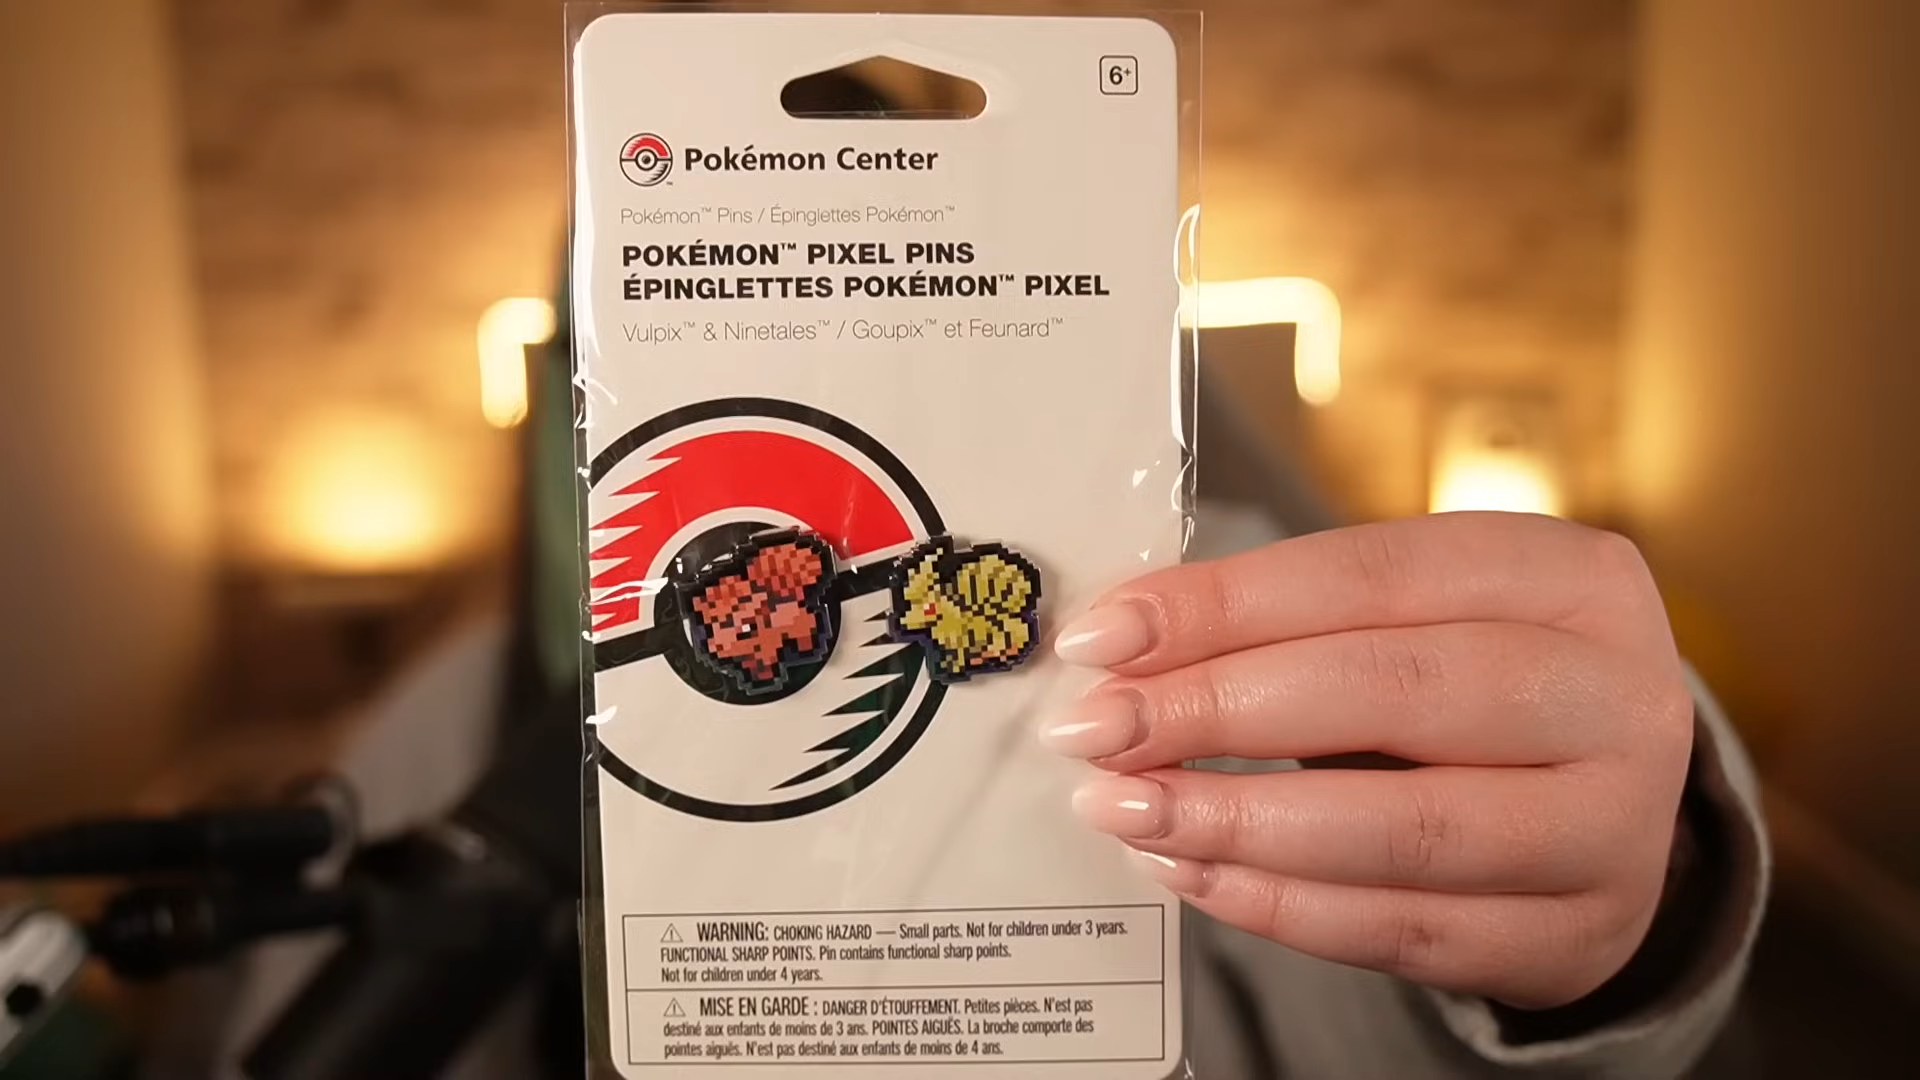 6+
Pokémon Center
Pokémon™ Pins / Épinglettes Pokémon™
POKÉMON™ PIXEL PINS
ÉPINGLETTES POKÉMON™ PIXEL
Vulpix™ & Ninetales™ / Goupix™ et Feunard™
⚠ WARNING: CHOKING HAZARD — Small parts. Not for children under 3 years.
FUNCTIONAL SHARP POINTS. Pin contains functional sharp points.
Not for children under 4 years.
⚠ MISE EN GARDE : DANGER D'ÉTOUFFEMENT. Petites pièces. N'est pas
destiné aux enfants de moins de 3 ans. POINTES AIGUËS. La broche comporte des
pointes aiguës. N'est pas destiné aux enfants de moins de 4 ans.